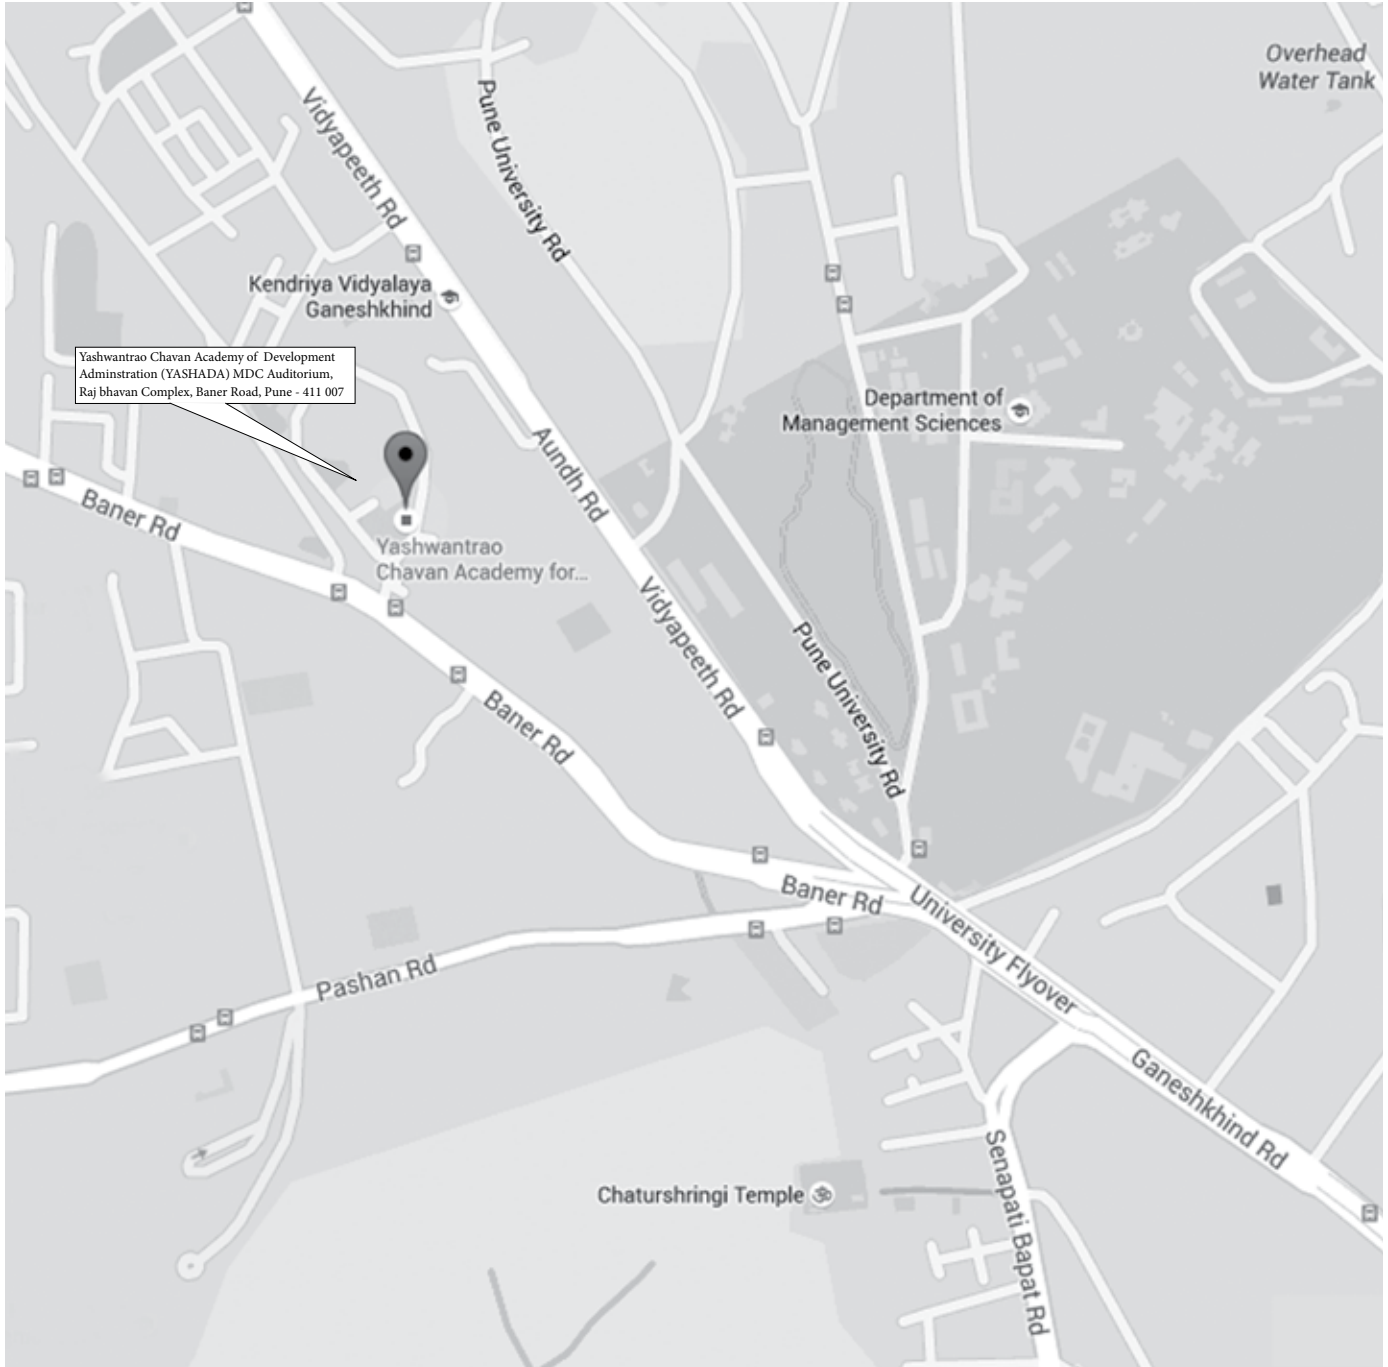 Overhead
Water Tank
Vidyapeeth Rd
Pune University Rd
Kendriya Vidyalaya
Ganeshkhind
Yashwantrao Chavan Academy of Development
Adminstration (YASHADA) MDC Auditorium,
Raj bhavan Complex, Baner Road, Pune - 411 007
Department of
Management Sciences
Aundh Rd
Baner Rd
Yashwantrao
Chavan Academy for...
Vidyapeeth Rd
Pune University Rd
Baner Rd
Baner Rd
University Flyover
Pashan Rd
Ganeshkhind Rd
Senapati Bapat Rd
Chaturshringi Temple